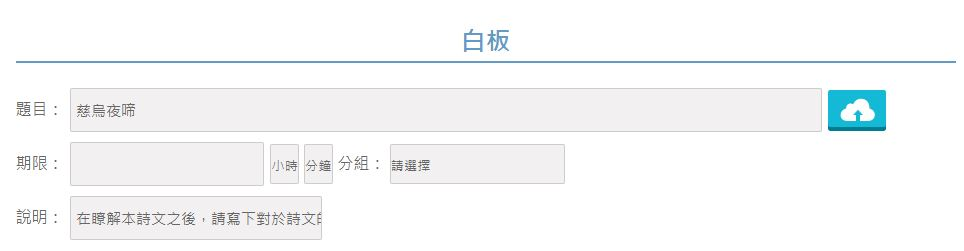 白板
題目： 慈烏夜啼
期限： 小時 分鐘 分組： 請選擇
說明： 在瞭解本詩文之後，請寫下對於詩文